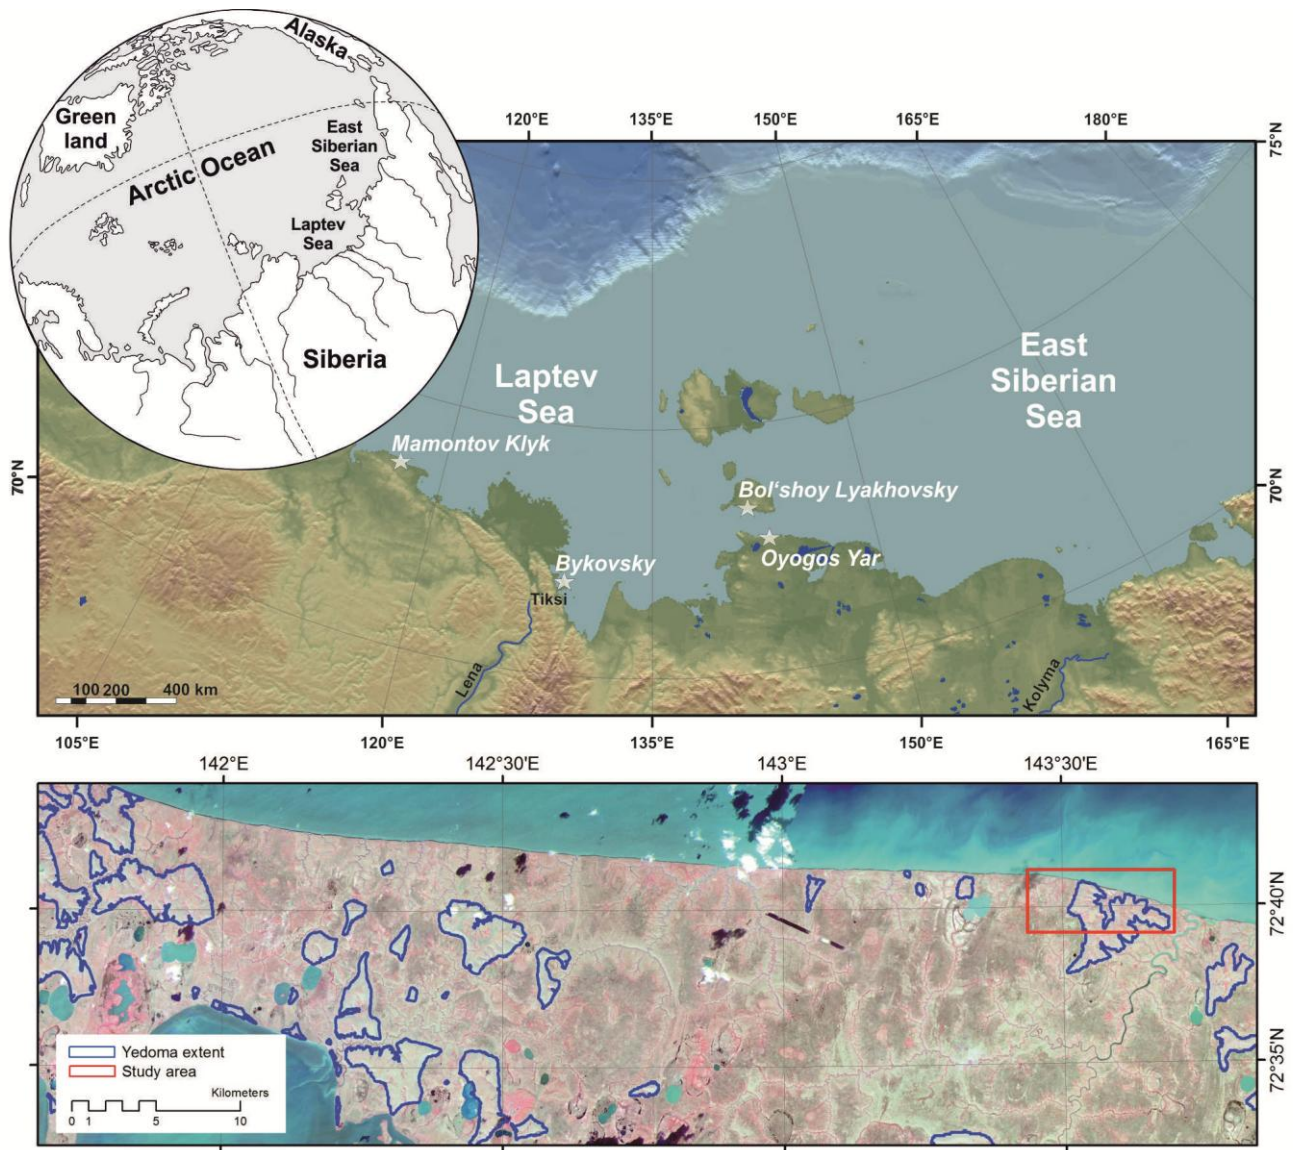 Alaska
Green
land
East
Siberian
Sea
Arctic Ocean
Laptev
Sea
Siberia
120°E 135°E 150°E 165°E 180°E
75°N
Laptev
Sea
East
Siberian
Sea
Mamontov Klyk
70°N
70°N
Bol‘shoy Lyakhovsky
Oyogos Yar
Bykovsky
Tiksi
Lena
Kolyma
100 200 400 km
105°E 120°E 135°E 150°E 165°E
142°E 142°30'E 143°E 143°30'E
72°40'N
72°35'N
Yedoma extent
Study area
Kilometers
0 1 5 10